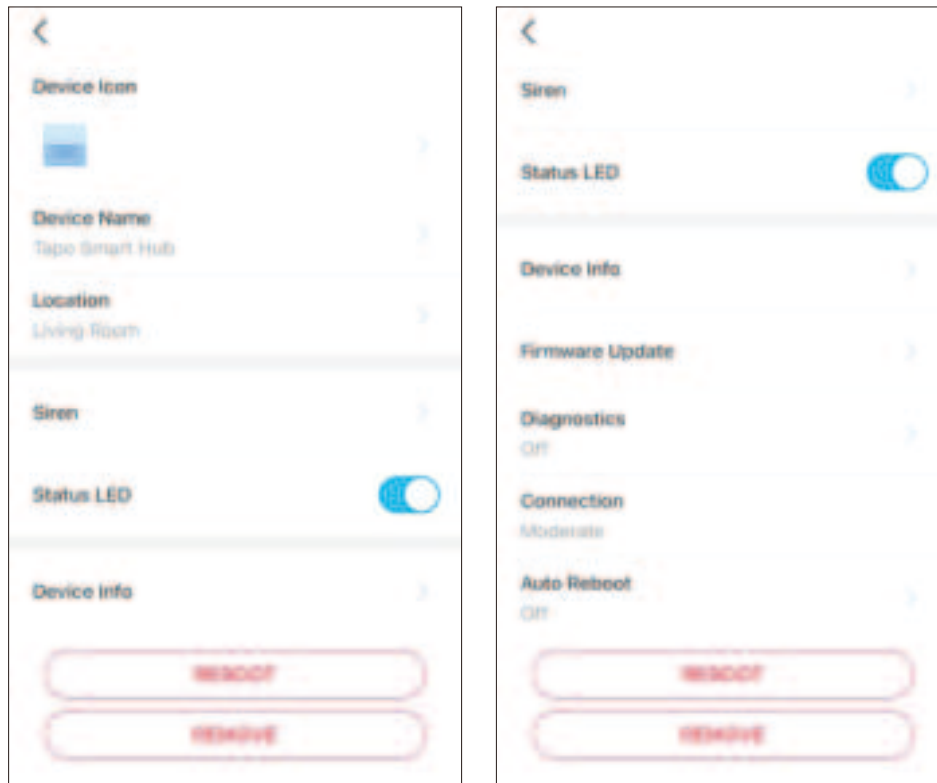 Device Icon
Device Name
Tapo Smart Hub
Location
Living Room
Siren
Status LED
Device Info
REBOOT
REMOVE
Siren
Status LED
Device Info
Firmware Update
Diagnostics
Off
Connection
Moderate
Auto Reboot
Off
REBOOT
REMOVE